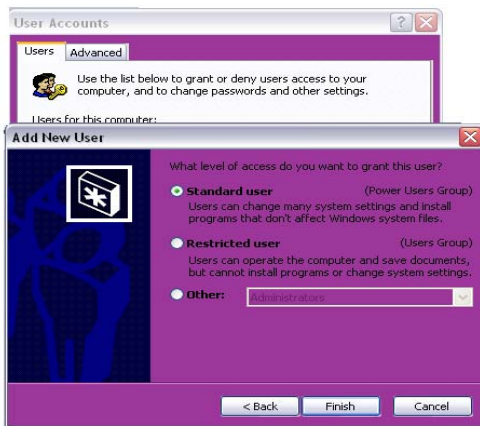 User Accounts
Users
Advanced
Use the list below to grant or deny users access to your
computer, and to change passwords and other settings.
Users for this computer:
Add New User
What level of access do you want to grant this user?
Standard user (Power Users Group)
Users can change many system settings and install
programs that don't affect Windows system files.
Restricted user (Users Group)
Users can operate the computer and save documents,
but cannot install programs or change system settings.
Other: Administrators
< Back Finish Cancel